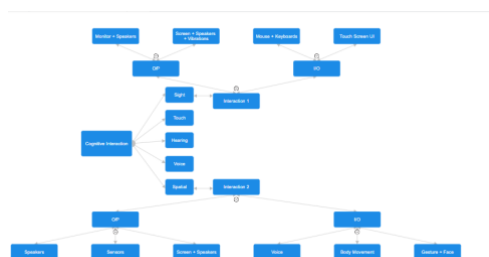 Monitor + Speakers
Screen + Speakers
+ Vibrations
Mouse + Keyboards
Touch Screen UI
O/P
I/O
Sight
Interaction 1
Touch
Cognitive Interaction
Hearing
Voice
Spatial
Interaction 2
O/P
I/O
Speakers
Sensors
Screen + Speakers
Voice
Body Movement
Gesture + Face